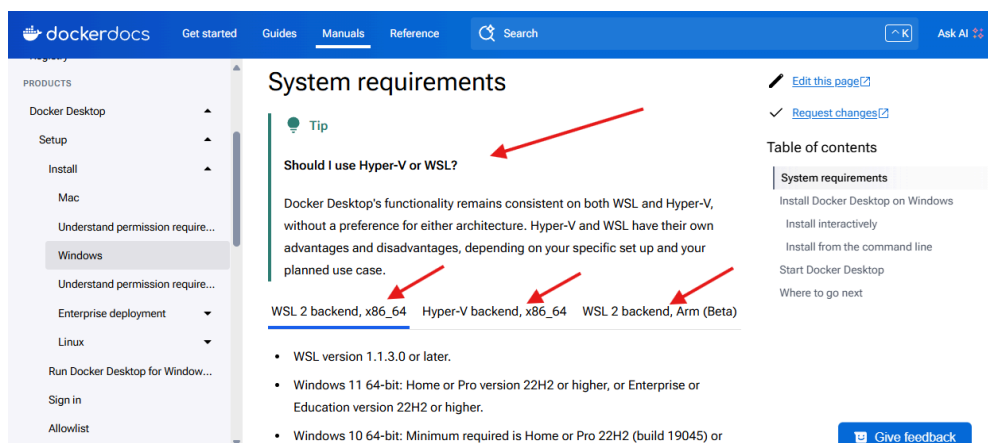 dockerdocs
Get started
Guides
Manuals
Reference
Search
^ K
Ask AI
PRODUCTS
Docker Desktop
Setup
Install
Mac
Understand permission require...
Windows
Understand permission require...
Enterprise deployment
Linux
Run Docker Desktop for Window...
Sign in
Allowlist
System requirements
Tip
Should I use Hyper-V or WSL?
Docker Desktop's functionality remains consistent on both WSL and Hyper-V,
without a preference for either architecture. Hyper-V and WSL have their own
advantages and disadvantages, depending on your specific set up and your
planned use case.
WSL 2 backend, x86_64
Hyper-V backend, x86_64
WSL 2 backend, Arm (Beta)
• WSL version 1.1.3.0 or later.
• Windows 11 64-bit: Home or Pro version 22H2 or higher, or Enterprise or
Education version 22H2 or higher.
• Windows 10 64-bit: Minimum required is Home or Pro 22H2 (build 19045) or
Edit this page
Request changes
Table of contents
System requirements
Install Docker Desktop on Windows
Install interactively
Install from the command line
Start Docker Desktop
Where to go next
Give feedback